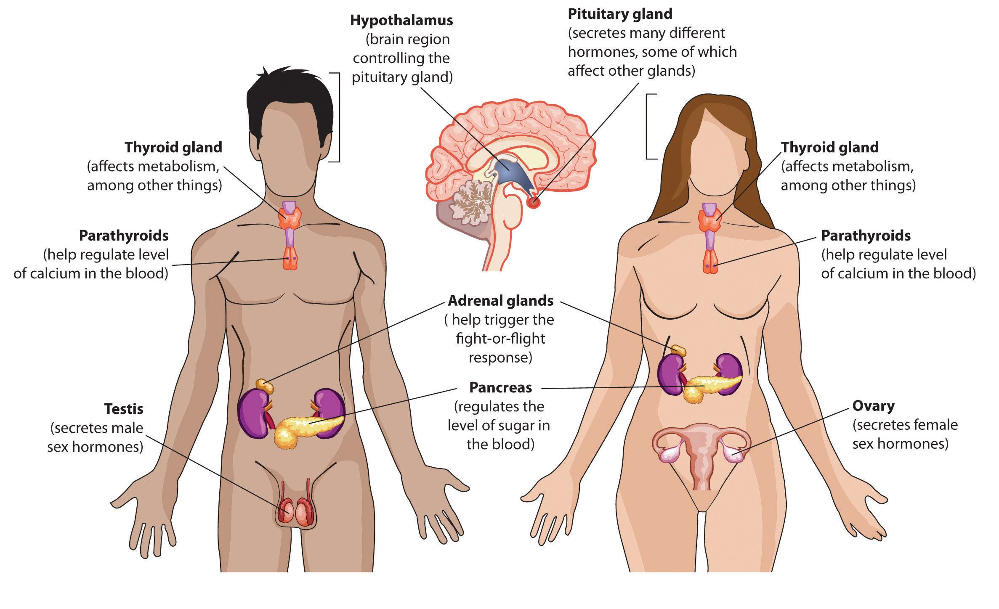 Hypothalamus
(brain region
controlling the
pituitary gland)
Pituitary gland
(secretes many different
hormones, some of which
affect other glands)
Thyroid gland
(affects metabolism,
among other things)
Thyroid gland
(affects metabolism,
among other things)
Parathyroids
(help regulate level
of calcium in the blood)
Parathyroids
(help regulate level
of calcium in the blood)
Adrenal glands
( help trigger the
fight-or-flight
response)
Pancreas
(regulates the
level of sugar in
the blood)
Testis
(secretes male
sex hormones)
Ovary
(secretes female
sex hormones)